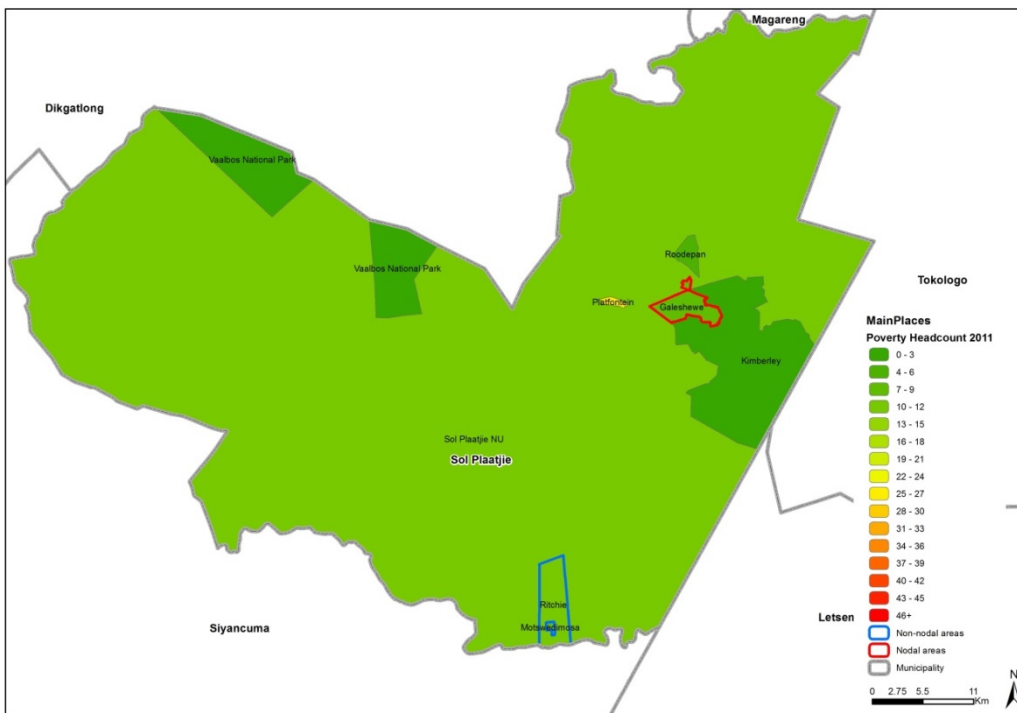 Magareng
Dikgatlong
Vaalbos National Park
Roodepan
Vaalbos National Park
Tokologo
Platfontein
Galeshewe
MainPlaces
Poverty Headcount 2011
0 - 3
4 - 6
7 - 9
10 - 12
13 - 15
16 - 18
19 - 21
22 - 24
25 - 27
28 - 30
31 - 33
34 - 36
37 - 39
40 - 42
43 - 45
46+
Non-nodal areas
Nodal areas
Municipality
Kimberley
Sol Plaatjie NU
Sol Plaatjie
Ritchie
Motswedimosa
Siyancuma
Letsen
N
0 2.75 5.5 11
Km